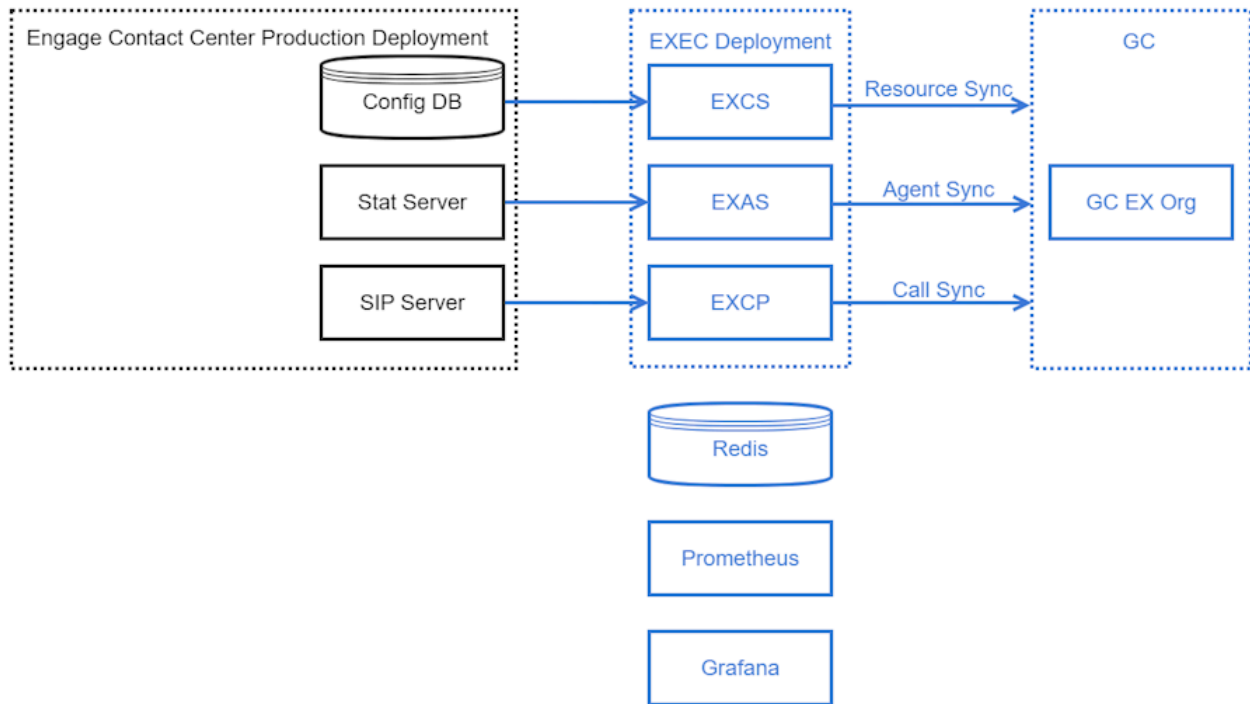 Engage Contact Center Production Deployment
EXEC Deployment
GC
Config DB
EXCS
Resource Sync
Stat Server
EXAS
Agent Sync
GC EX Org
SIP Server
EXCP
Call Sync
Redis
Prometheus
Grafana